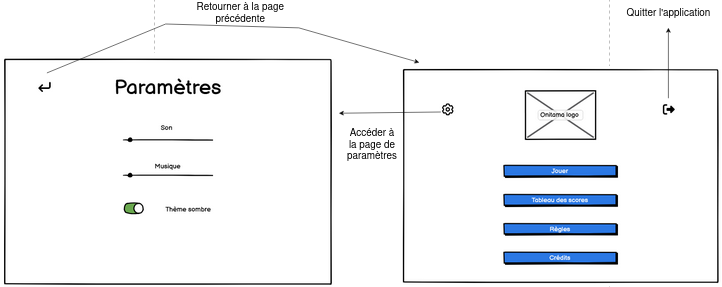 Retourner à la page
précédente
Quitter l'application
Paramètres
Son
Musique
Thème sombre
Accéder à
la page de
paramètres
Onitama logo
Jouer
Tableau des scores
Règles
Crédits